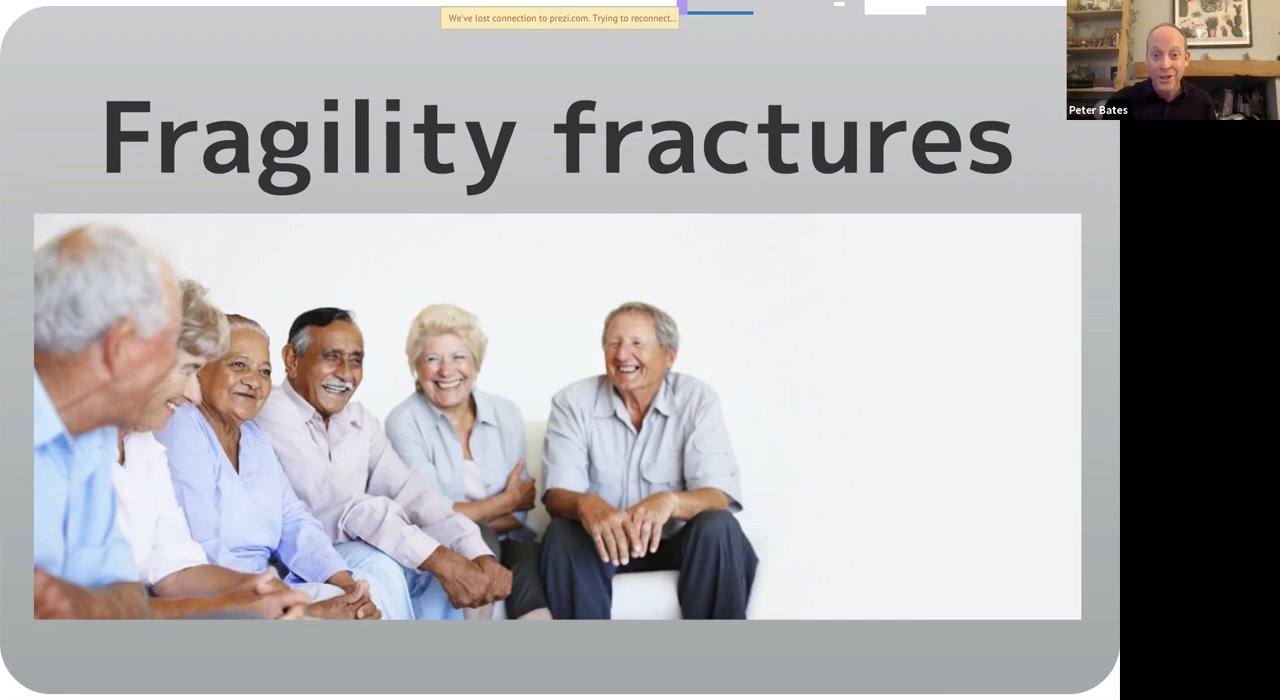 We've lost connection to prezi.com. Trying to reconnect...
Fragility fractures
Peter Bates